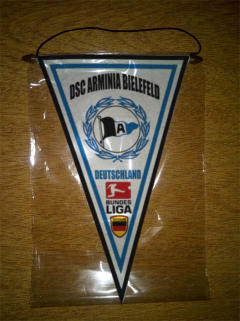 DSC ARMINIA BIELEFELD
A
DEUTSCHLAND
BUNDES
LIGA